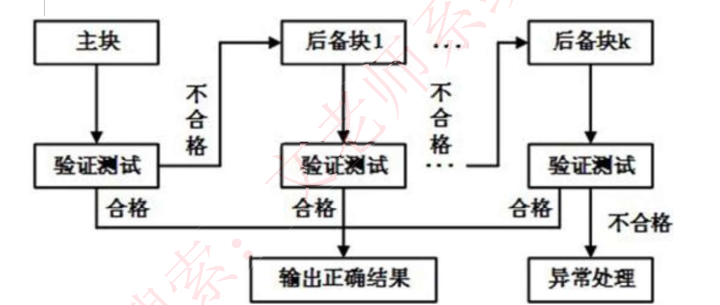 主块
后备块1
...
后备块k
不合格
不合格
验证测试
验证测试
...
验证测试
合格
合格
合格
不合格
输出正确结果
异常处理